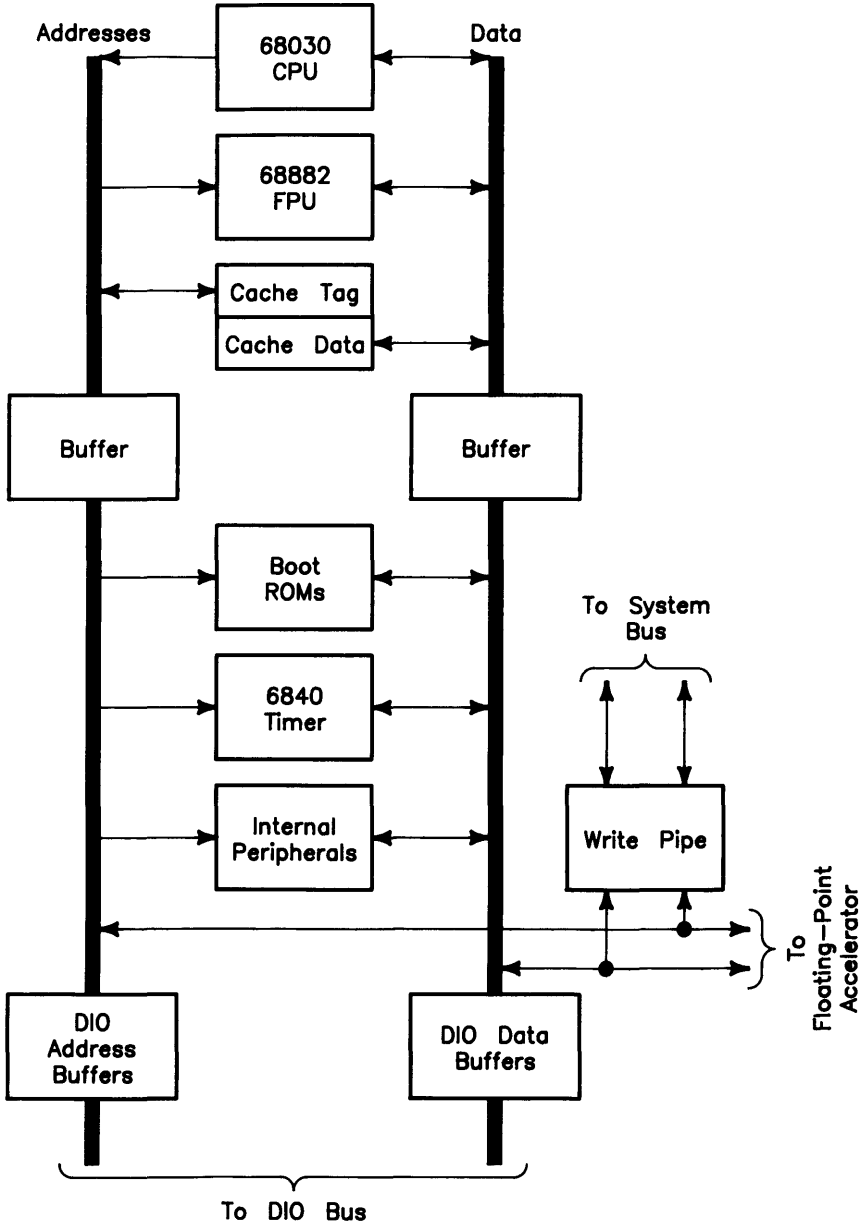 Addresses
68030
CPU
Data
68882
FPU
Cache Tag
Cache Data
Buffer
Buffer
Boot
ROMs
To System
Bus
6840
Timer
Internal
Peripherals
Write Pipe
To
Floating-Point
Accelerator
DIO
Address
Buffers
DIO Data
Buffers
To DIO Bus